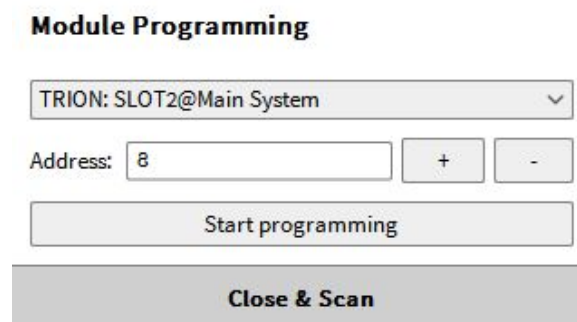 Module Programming
TRION: SLOT2@Main System
Address: 8 + -
Start programming
Close & Scan